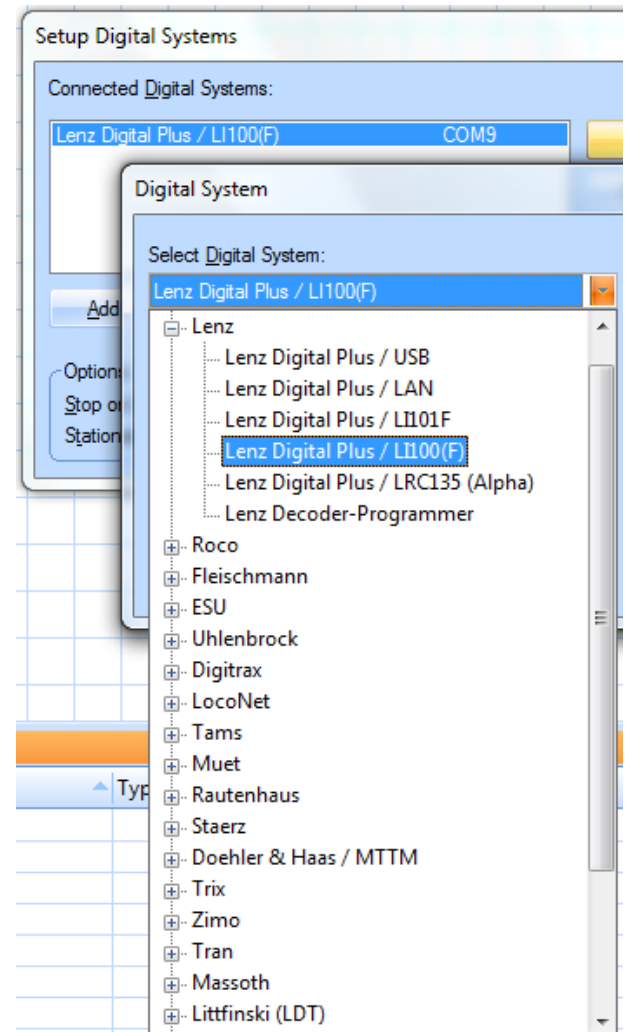 Setup Digital Systems
Connected Digital Systems:
Lenz Digital Plus / LI100(F) COM9
Digital System
Select Digital System:
Lenz Digital Plus / LI100(F)
Add
Lenz
Lenz Digital Plus / USB
Lenz Digital Plus / LAN
Lenz Digital Plus / LI101F
Lenz Digital Plus / LI100(F)
Lenz Digital Plus / LRC135 (Alpha)
Lenz Decoder-Programmer
Option
Stop o
Station
Roco
Fleischmann
ESU
Uhlenbrock
Digitrax
LocoNet
Tams
Muet
Typ
Rautenhaus
Staerz
Doehler & Haas / MTTM
Trix
Zimo
Tran
Massoth
Littfinski (LDT)